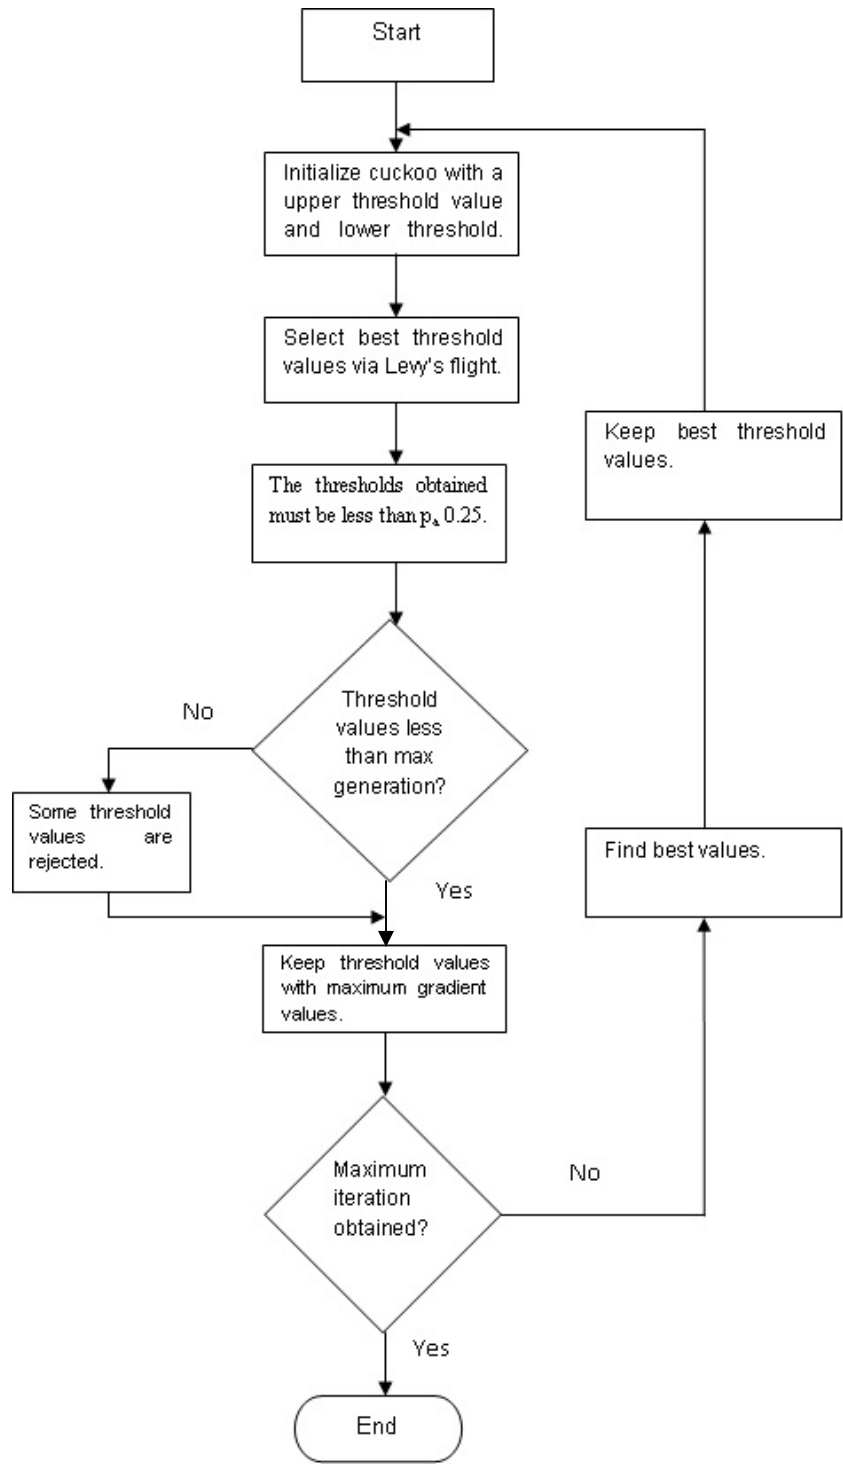 Start
Initialize cuckoo with a
upper threshold value
and lower threshold.
Select best threshold
values via Levy's flight.
The thresholds obtained
must be less than pₐ 0.25.
Threshold
values less
than max
generation?
No
Some threshold
values are
rejected.
Yes
Keep threshold values
with maximum gradient
values.
Maximum
iteration
obtained?
No
Find best values.
Keep best threshold
values.
Yes
End